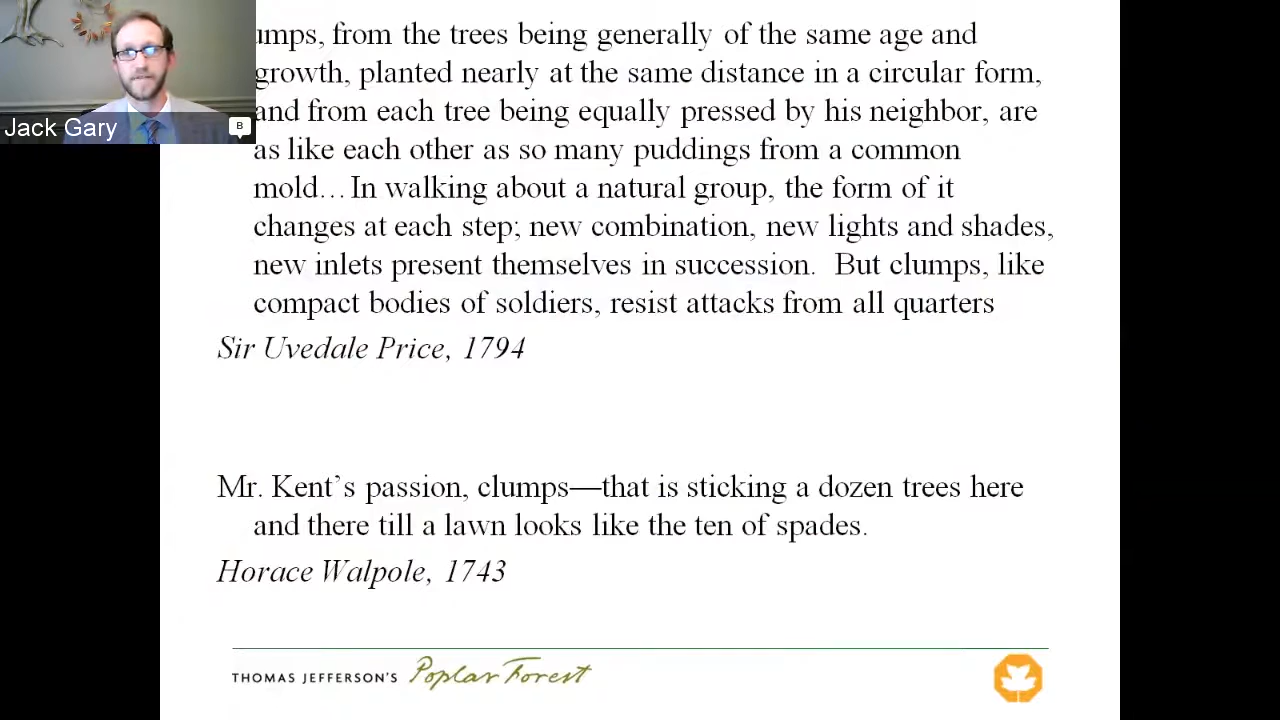 umps, from the trees being generally of the same age and
growth, planted nearly at the same distance in a circular form,
and from each tree being equally pressed by his neighbor, are
as like each other as so many puddings from a common
mold…In walking about a natural group, the form of it
changes at each step; new combination, new lights and shades,
new inlets present themselves in succession.  But clumps, like
compact bodies of soldiers, resist attacks from all quarters
Sir Uvedale Price, 1794
Mr. Kent’s passion, clumps—that is sticking a dozen trees here
and there till a lawn looks like the ten of spades.
Horace Walpole, 1743
THOMAS JEFFERSON'S Poplar Forest
Jack Gary
B